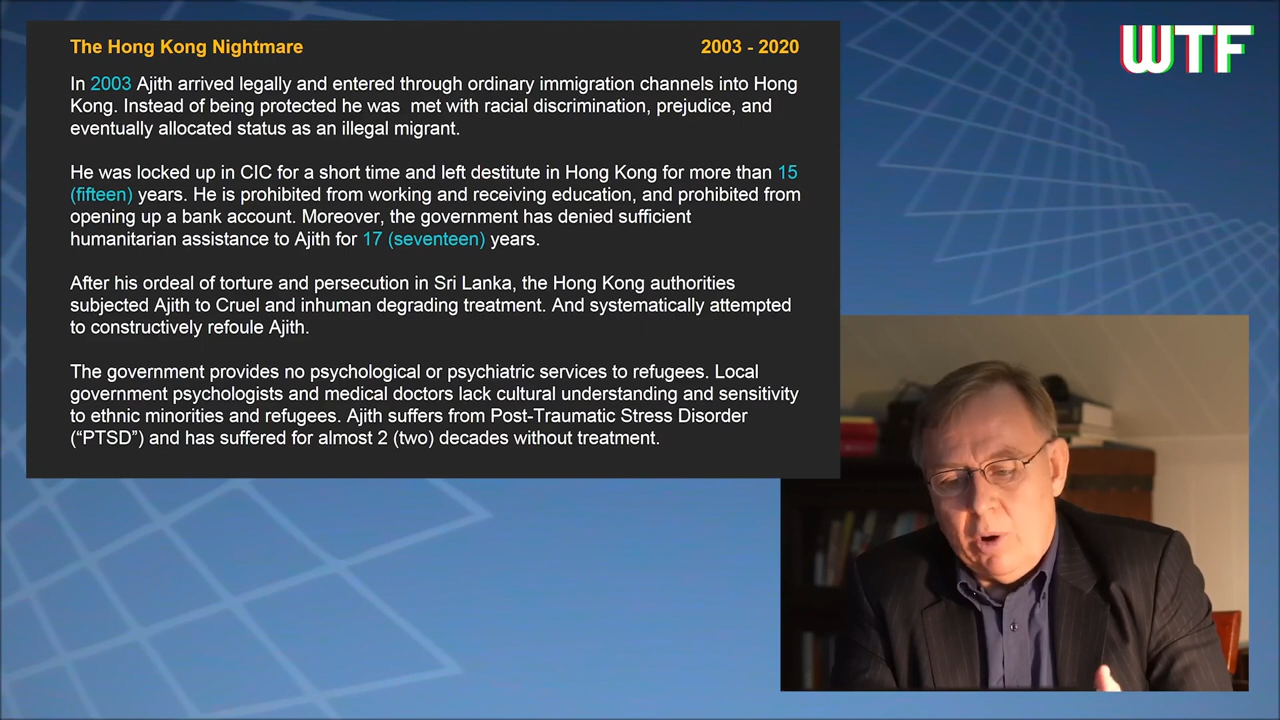 The Hong Kong Nightmare 2003 - 2020
WTF
In 2003 Ajith arrived legally and entered through ordinary immigration channels into Hong
Kong. Instead of being protected he was met with racial discrimination, prejudice, and
eventually allocated status as an illegal migrant.
He was locked up in CIC for a short time and left destitute in Hong Kong for more than 15
(fifteen) years. He is prohibited from working and receiving education, and prohibited from
opening up a bank account. Moreover, the government has denied sufficient
humanitarian assistance to Ajith for 17 (seventeen) years.
After his ordeal of torture and persecution in Sri Lanka, the Hong Kong authorities
subjected Ajith to Cruel and inhuman degrading treatment. And systematically attempted
to constructively refoule Ajith.
The government provides no psychological or psychiatric services to refugees. Local
government psychologists and medical doctors lack cultural understanding and sensitivity
to ethnic minorities and refugees. Ajith suffers from Post-Traumatic Stress Disorder
(“PTSD”) and has suffered for almost 2 (two) decades without treatment.